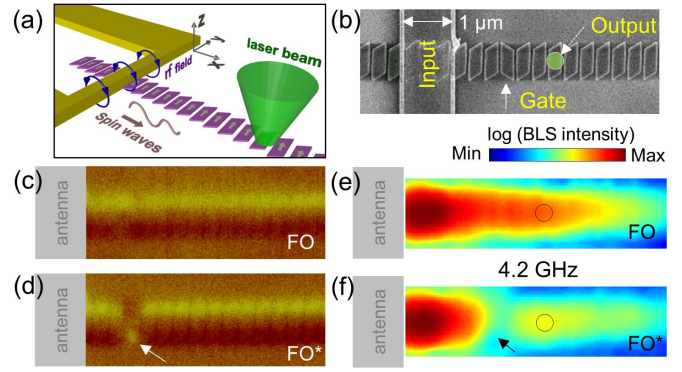 (a)
z
y
x
rf field
laser beam
Spin waves
(b)
1 µm
Output
Input
Gate
log (BLS intensity)
Min
Max
(c)
antenna
FO
(e)
antenna
FO
4.2 GHz
(d)
antenna
FO*
(f)
antenna
FO*